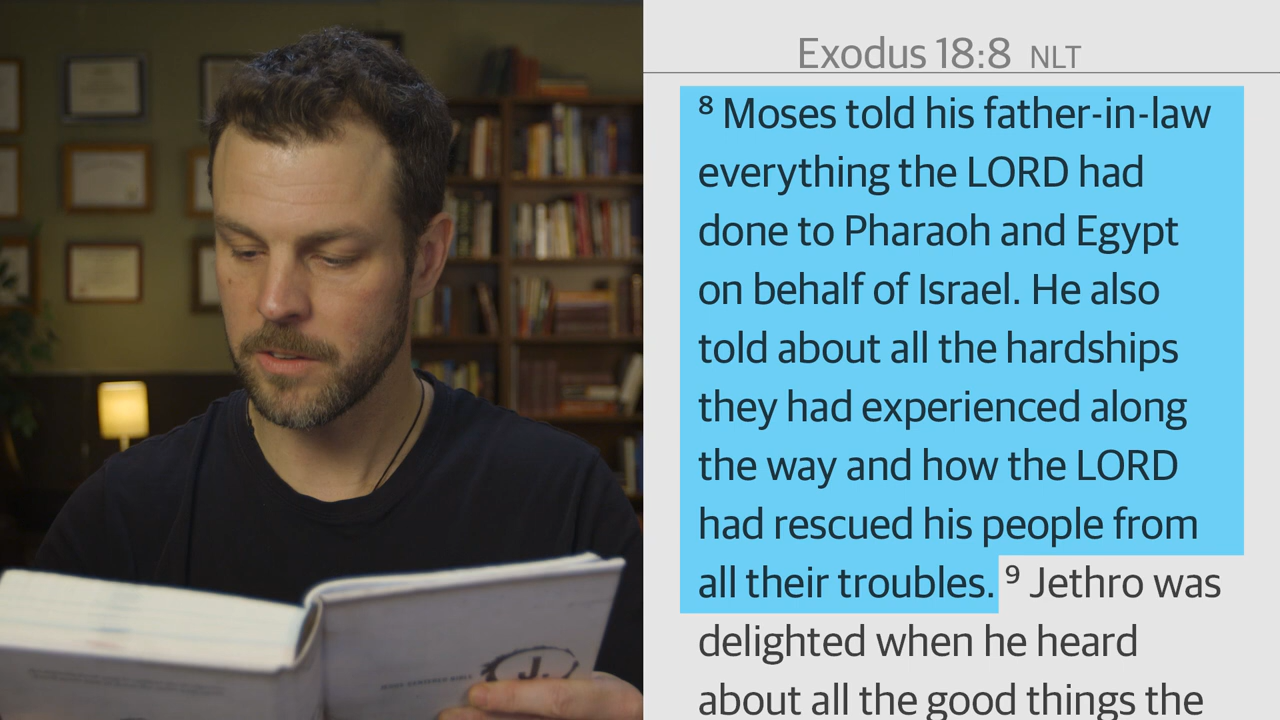 Exodus 18:8 NLT
⁸ Moses told his father-in-law
everything the LORD had
done to Pharaoh and Egypt
on behalf of Israel. He also
told about all the hardships
they had experienced along
the way and how the LORD
had rescued his people from
all their troubles. ⁹ Jethro was
delighted when he heard
about all the good things the
J.